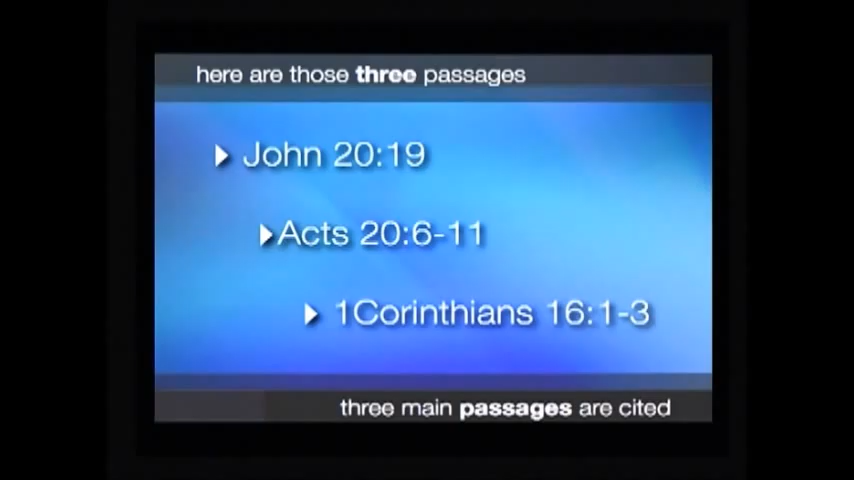 here are those three passages
John 20:19
Acts 20:6-11
1Corinthians 16:1-3
three main passages are cited